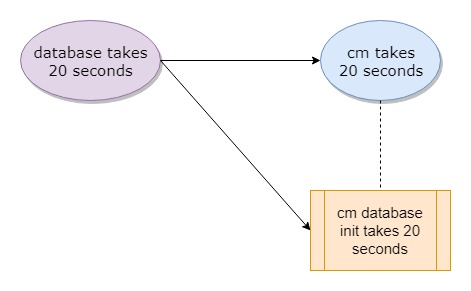 database takes
20 seconds
cm takes
20 seconds
cm database
init takes 20
seconds